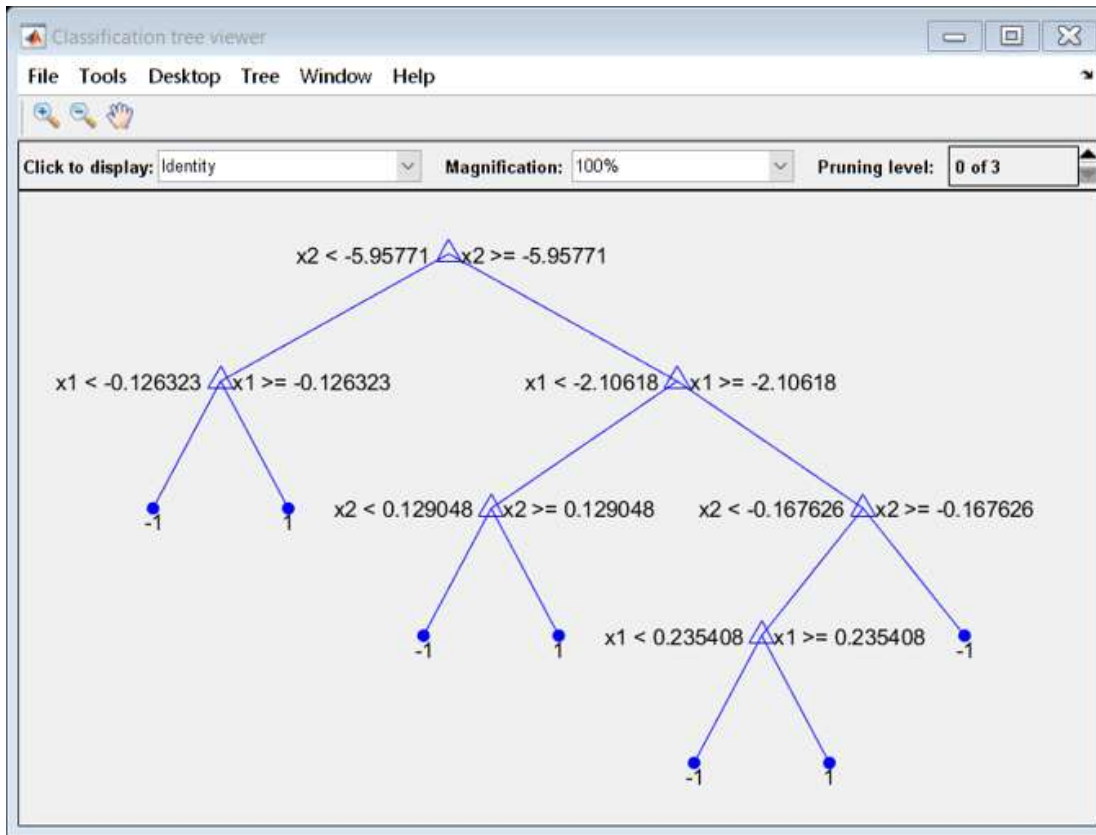 Classification tree viewer
File Tools Desktop Tree Window Help
Click to display: Identity Magnification: 100% Pruning level: 0 of 3
x2 < -5.95771 x2 >= -5.95771
x1 < -0.126323 x1 >= -0.126323 x1 < -2.10618 x1 >= -2.10618
-1 1 x2 < 0.129048 x2 >= 0.129048 x2 < -0.167626 x2 >= -0.167626
-1 1 x1 < 0.235408 x1 >= 0.235408 -1
-1 1